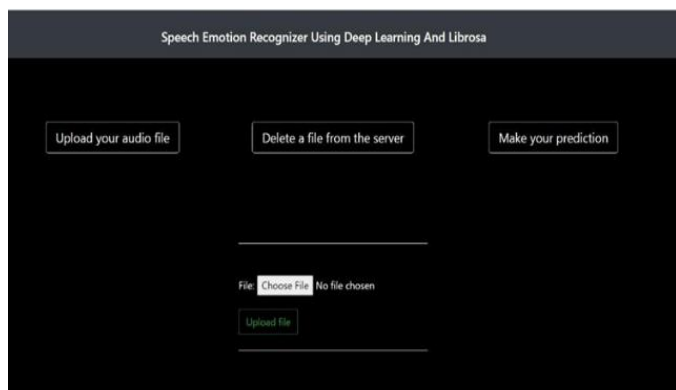 Speech Emotion Recognizer Using Deep Learning And Librosa
Upload your audio file
Delete a file from the server
Make your prediction
File: Choose File No file chosen
Upload file